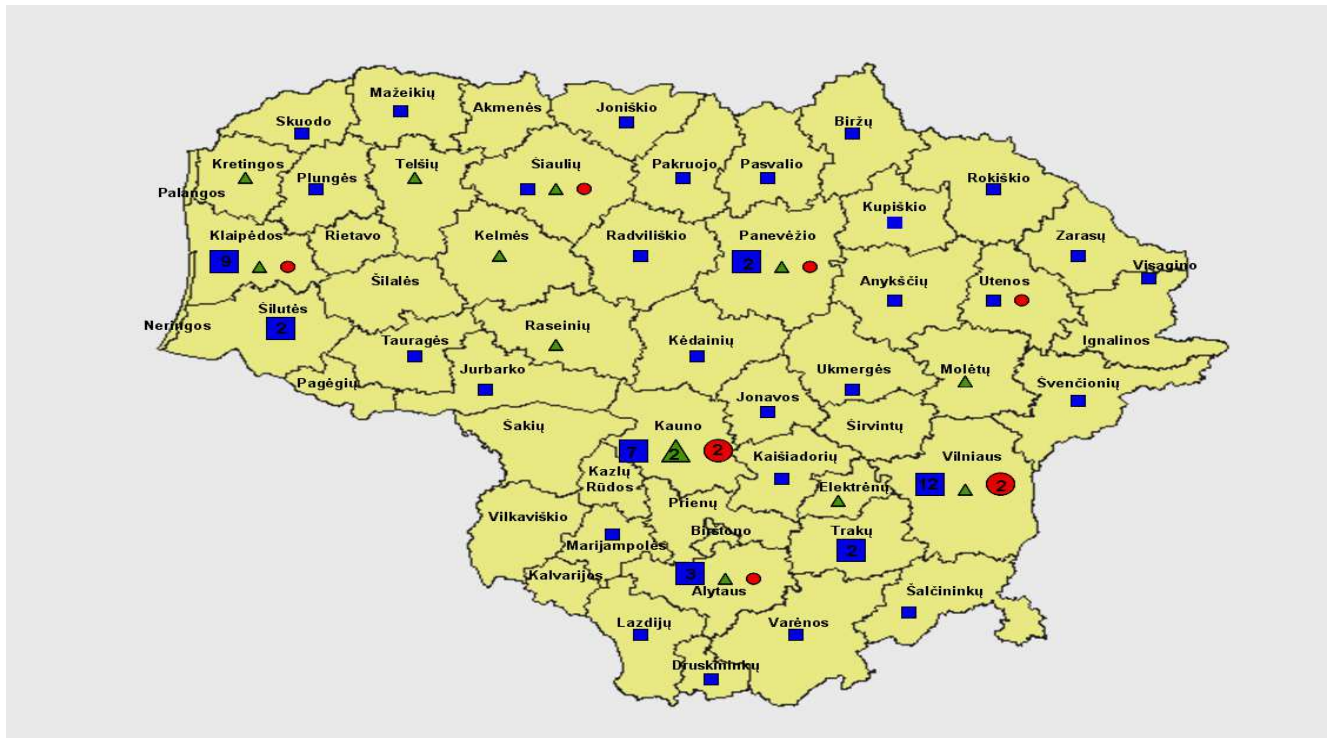 Mažeikių
Akmenės
Joniškio
Skuodo
Biržų
Kretingos
Plungės
Telšių
Šiaulių
Pakruojo
Pasvalio
Rokiškio
Palangos
Kupiškio
Klaipėdos
Rietavo
Kelmės
Radviliškio
Panevėžio
Zarasų
9
2
Visagino
Šilalės
Anykščių
Utenos
Neringos
Šilutės
2
Raseinių
Tauragės
Kėdainių
Ignalinos
Pagėgių
Jurbarko
Ukmergės
Molėtų
Švenčionių
Jonavos
Šakių
Kauno
Širvintų
7
2
2
Kaišiadorių
Vilniaus
Kazlų
Rūdos
Elektrėnų
12
2
Prienų
Vilkaviškio
Birštono
Trakų
Marijampolės
2
Kalvarijos
3
Alytaus
Šalčininkų
Lazdijų
Varėnos
Druskininkų